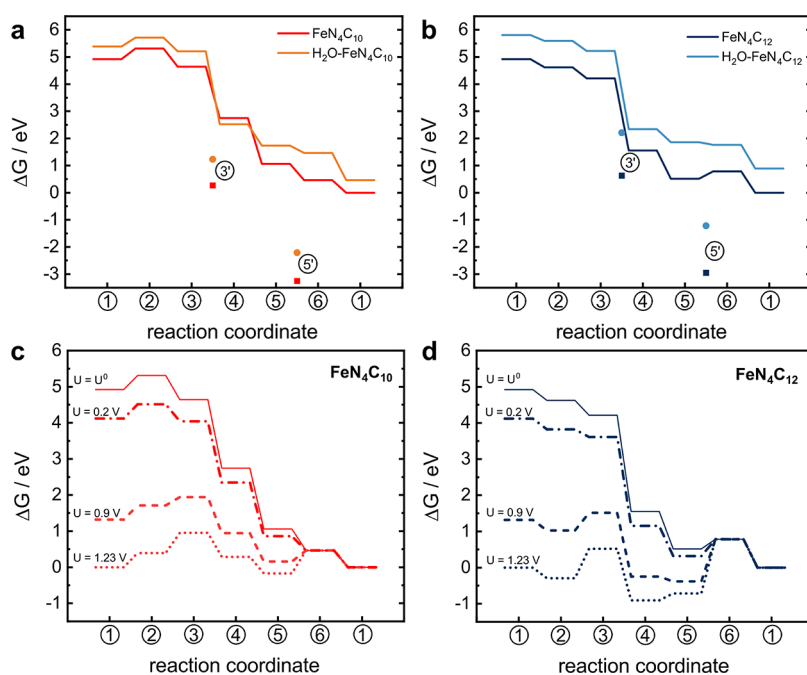 a
FeN₄C₁₀
H₂O-FeN₄C₁₀
ΔG / eV
6
5
4
3
2
1
0
-1
-2
-3
③'
⑤'
① ② ③ ④ ⑤ ⑥ ①
reaction coordinate
b
FeN₄C₁₂
H₂O-FeN₄C₁₂
ΔG / eV
6
5
4
3
2
1
0
-1
-2
-3
③'
⑤'
① ② ③ ④ ⑤ ⑥ ①
reaction coordinate
c
FeN₄C₁₀
ΔG / eV
6
5
4
3
2
1
0
-1
U = U⁰
U = 0.2 V
U = 0.9 V
U = 1.23 V
① ② ③ ④ ⑤ ⑥ ①
reaction coordinate
d
FeN₄C₁₂
ΔG / eV
6
5
4
3
2
1
0
-1
U = U⁰
U = 0.2 V
U = 0.9 V
U = 1.23 V
① ② ③ ④ ⑤ ⑥ ①
reaction coordinate